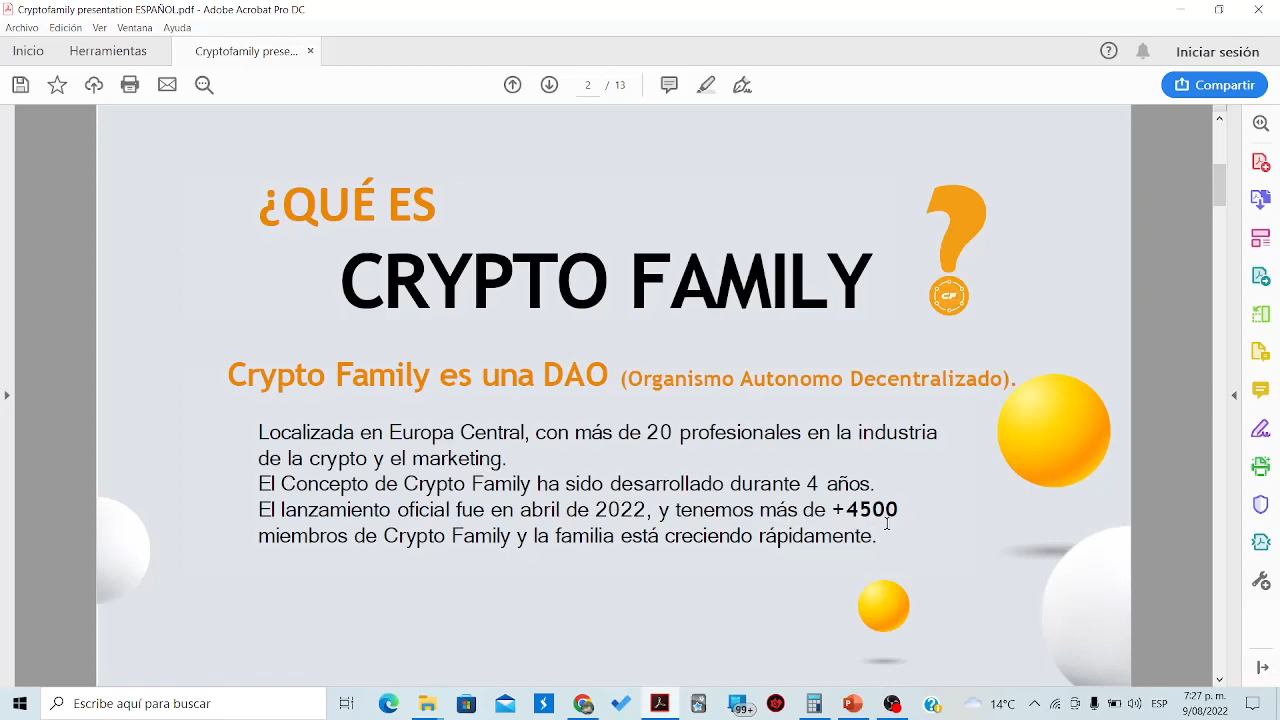 Cryptofamily presentation ESPAÑOL.pdf - Adobe Acrobat Pro DC
Archivo Edición Ver Ventana Ayuda
Inicio Herramientas Cryptofamily prese... × Iniciar sesión
2 / 13 Compartir
¿QUÉ ES
CRYPTO FAMILY ?
CF
Crypto Family es una DAO (Organismo Autonomo Decentralizado).
Localizada en Europa Central, con más de 20 profesionales en la industria
de la crypto y el marketing.
El Concepto de Crypto Family ha sido desarrollado durante 4 años.
El lanzamiento oficial fue en abril de 2022, y tenemos más de +4500
miembros de Crypto Family y la familia está creciendo rápidamente.
Escribe aquí para buscar. 99+ 14°C ESP 7:27 p. m.
9/08/2022